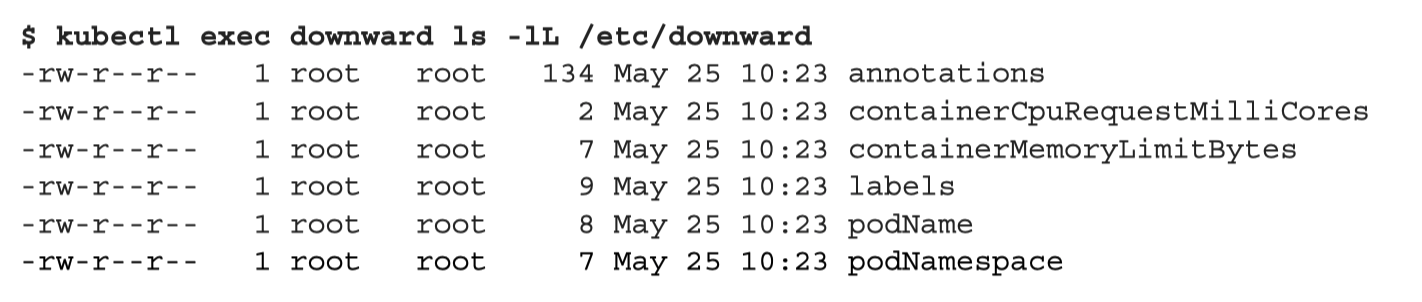 $ kubectl exec downward ls -lL /etc/downward
-rw-r--r-- 1 root root 134 May 25 10:23 annotations
-rw-r--r-- 1 root root 2 May 25 10:23 containerCpuRequestMilliCores
-rw-r--r-- 1 root root 7 May 25 10:23 containerMemoryLimitBytes
-rw-r--r-- 1 root root 9 May 25 10:23 labels
-rw-r--r-- 1 root root 8 May 25 10:23 podName
-rw-r--r-- 1 root root 7 May 25 10:23 podNamespace